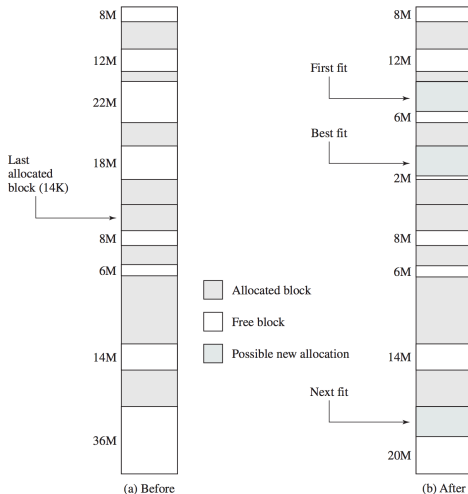 8M
12M
22M
Last
allocated
block (14K)
18M
8M
6M
14M
36M
(a) Before
Allocated block
Free block
Possible new allocation
8M
12M
First fit
6M
Best fit
2M
8M
6M
14M
Next fit
20M
(b) After